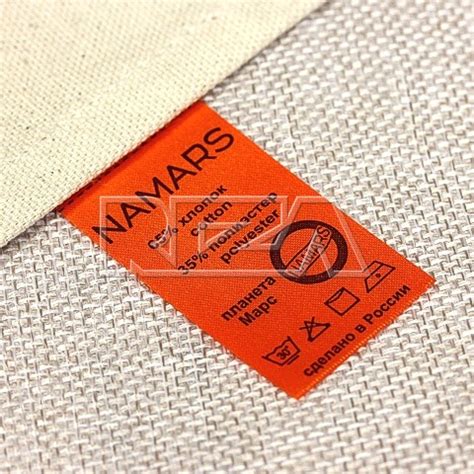 NAMARS
65% хлопок
cotton
35% полиэстер
polyester
NAMARS
планета
Марс
30°
сделано в России